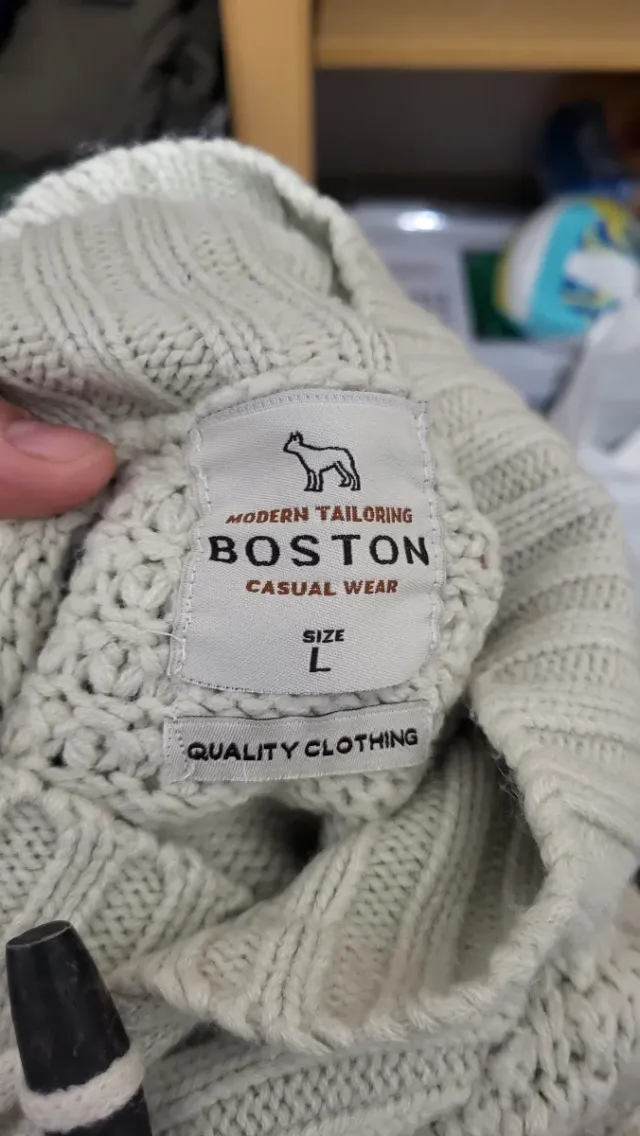 MODERN TAILORING
BOSTON
CASUAL WEAR
SIZE
L
QUALITY CLOTHING